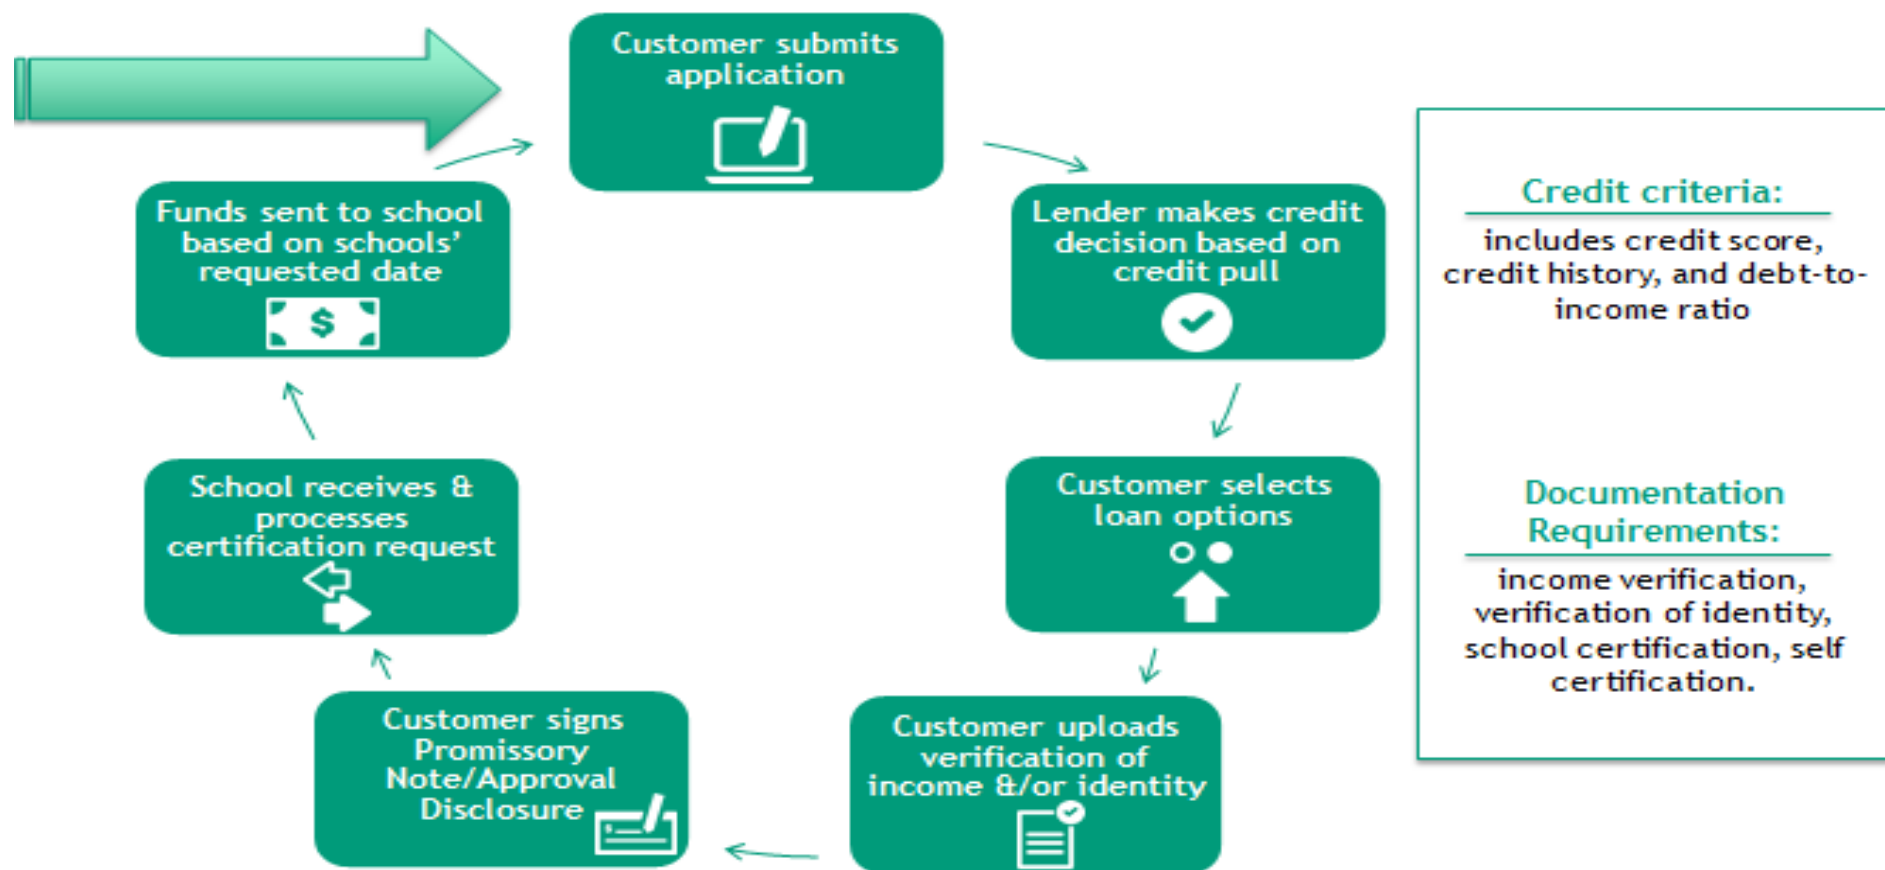 Customer submits
application
Lender makes credit
decision based on
credit pull
Customer selects
loan options
Customer uploads
verification of
income &/or identity
Customer signs
Promissory
Note/Approval
Disclosure
School receives &
processes
certification request
Funds sent to school
based on schools’
requested date
$
Credit criteria:
includes credit score,
credit history, and debt-to-
income ratio
Documentation
Requirements:
income verification,
verification of identity,
school certification, self
certification.